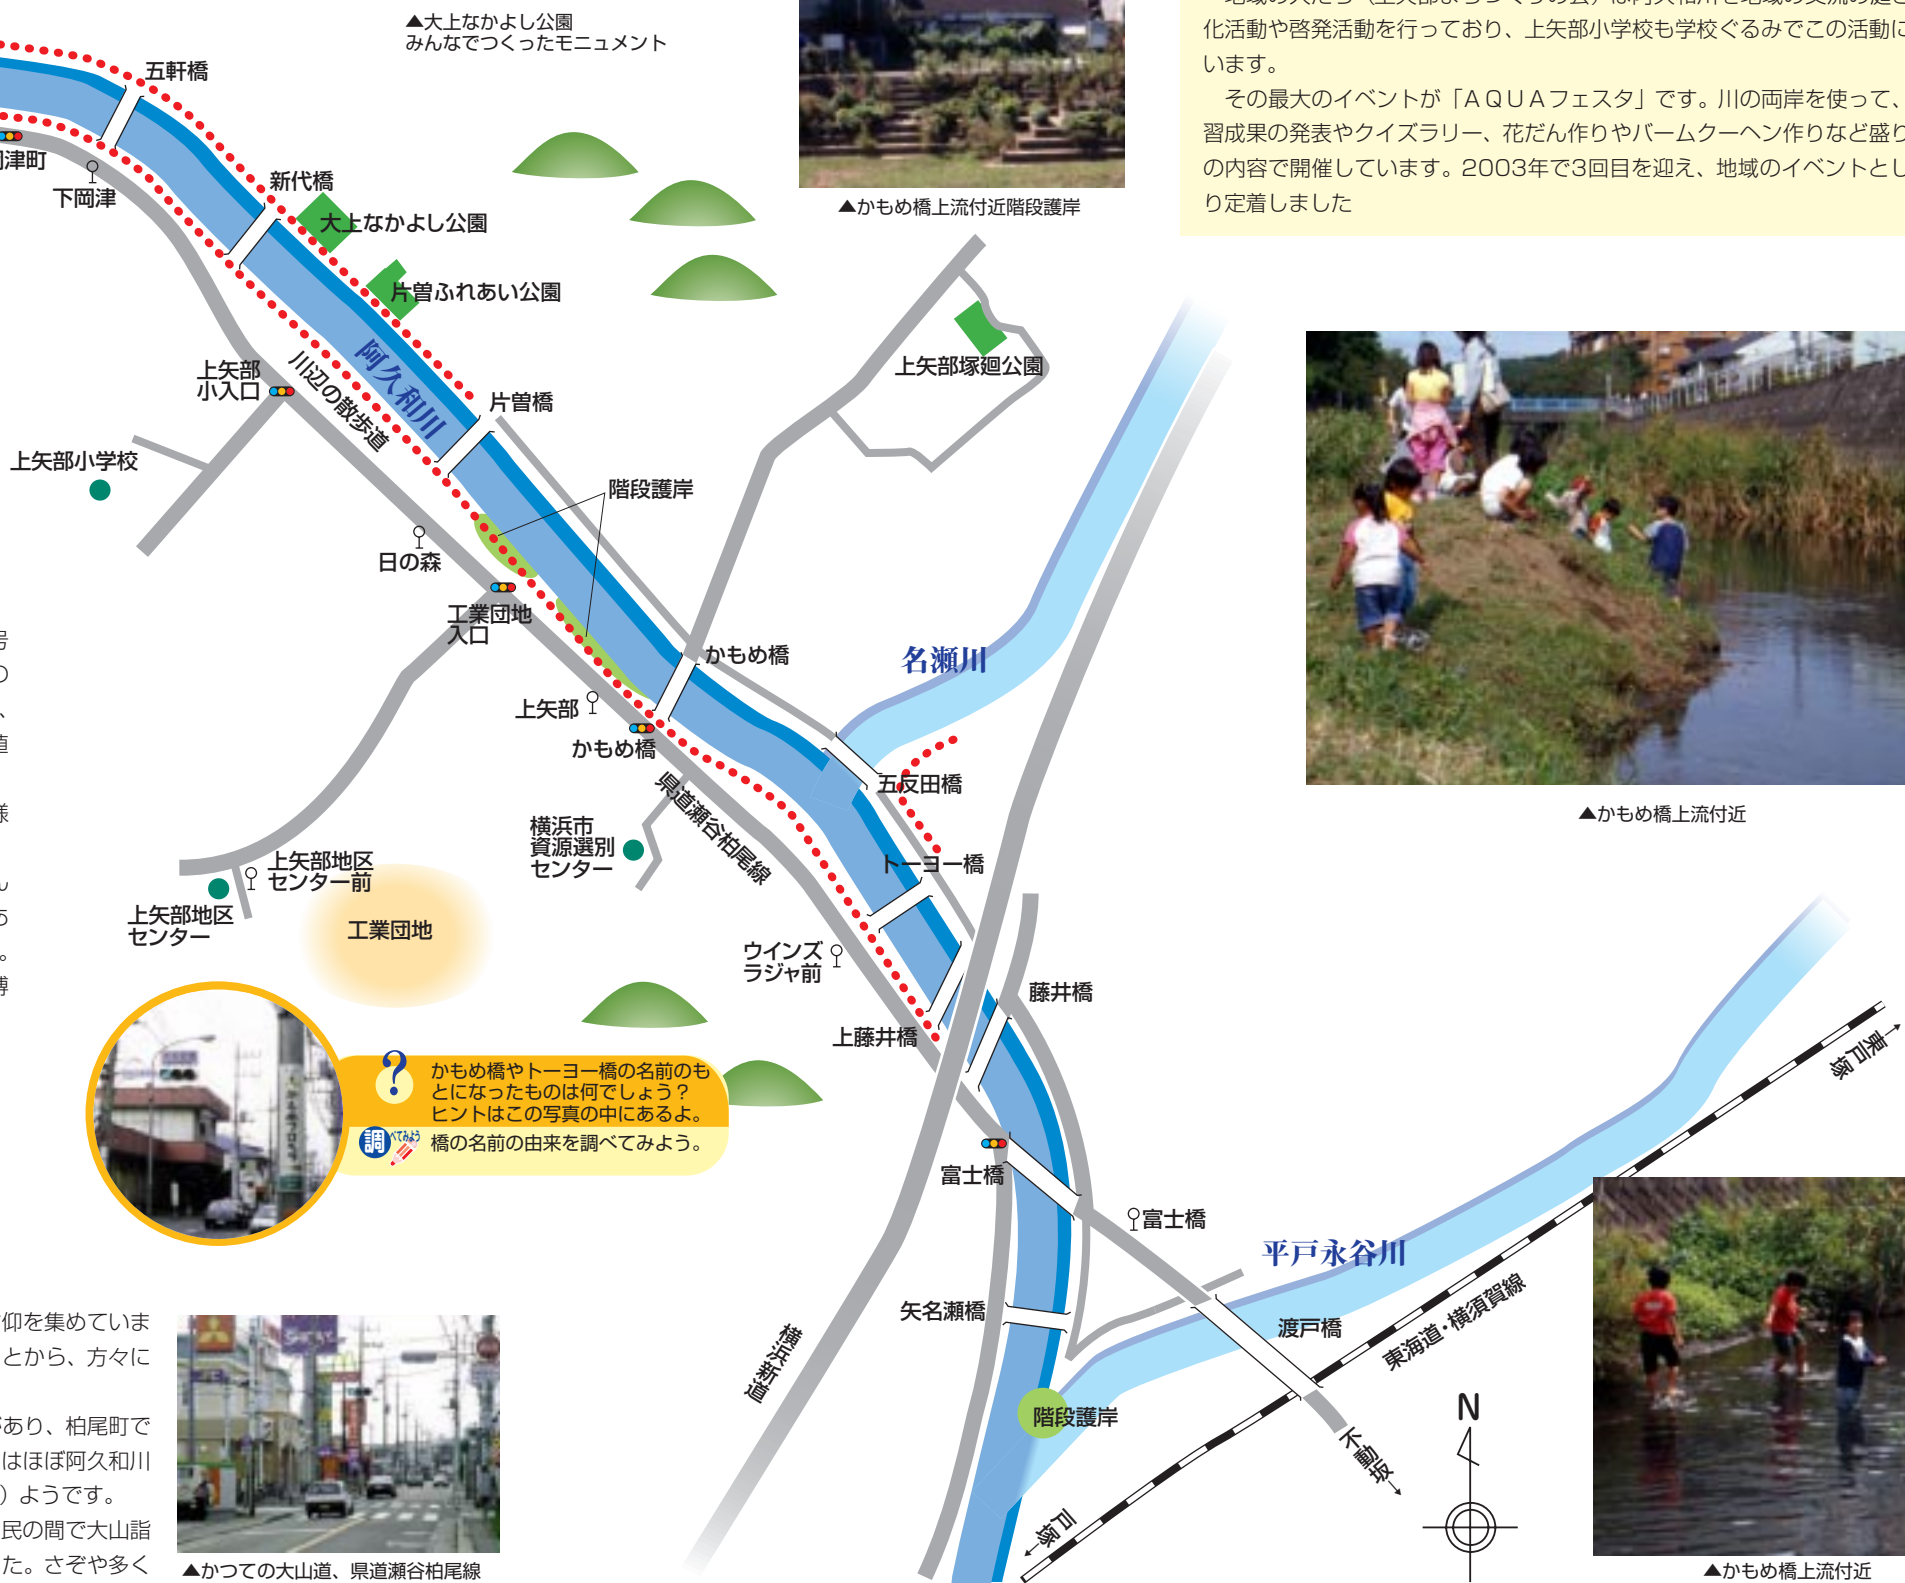 ▲大上なかよし公園
みんなでつくったモニュメント
▲かもめ橋上流付近階段護岸
化活動や啓発活動を行っており、上矢部小学校も学校ぐるみでこの活動に
います。
その最大のイベントが「ＡＱＵＡフェスタ」です。川の両岸を使って、
習成果の発表やクイズラリー、花だん作りやバームクーヘン作りなど盛り
の内容で開催しています。2003年で3回目を迎え、地域のイベントとし
り定着しました
五軒橋
津町
下岡津
新代橋
大上なかよし公園
片曽ふれあい公園
上矢部塚廻公園
上矢部
小入口
川辺の散歩道
阿久和川
片曽橋
上矢部小学校
階段護岸
日の森
工業団地
入口
かもめ橋
名瀬川
上矢部
かもめ橋
五反田橋
県道瀬谷柏尾線
横浜市
資源選別
センター
トーヨー橋
上矢部地区
センター前
上矢部地区
センター
工業団地
ウインズ
ラジャ前
藤井橋
上藤井橋
▲かもめ橋上流付近
東戸塚
号
の
、
値
様
ん
あ
。
博
?
かもめ橋やトーヨー橋の名前のも
とになったものは何でしょう？
ヒントはこの写真の中にあるよ。
調べてみよう
橋の名前の由来を調べてみよう。
富士橋
富士橋
平戸永谷川
矢名瀬橋
渡戸橋
東海道・横須賀線
横浜新道
階段護岸
不動坂
戸塚
N
仰を集めていま
とから、方々に
があり、柏尾町で
はほぼ阿久和川
）ようです。
民の間で大山詣
た。さぞや多く
▲かつての大山道、県道瀬谷柏尾線
▲かもめ橋上流付近